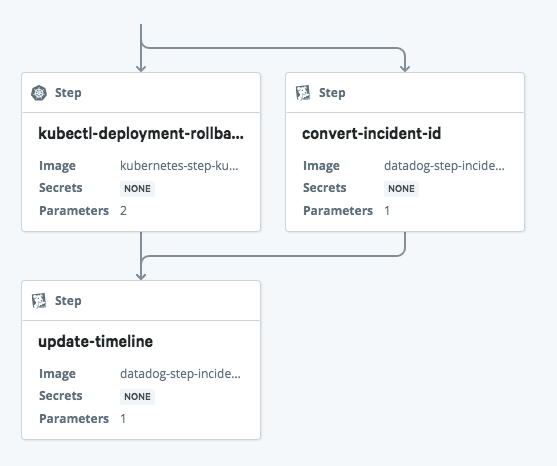 Step
kubectl-deployment-rollba...
Image kubernetes-step-ku...
Secrets NONE
Parameters 2
Step
convert-incident-id
Image datadog-step-incide...
Secrets NONE
Parameters 1
Step
update-timeline
Image datadog-step-incide...
Secrets NONE
Parameters 1